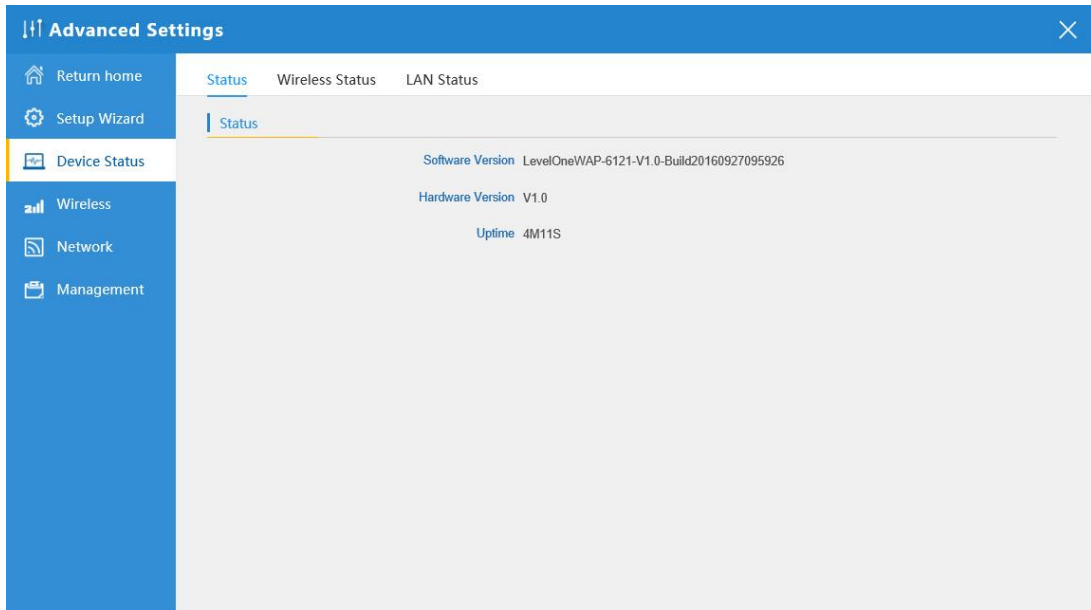 Advanced Settings
Return home
Setup Wizard
Device Status
Wireless
Network
Management
Status Wireless Status LAN Status
Status
Software Version LevelOneWAP-6121-V1.0-Build20160927095926
Hardware Version V1.0
Uptime 4M11S